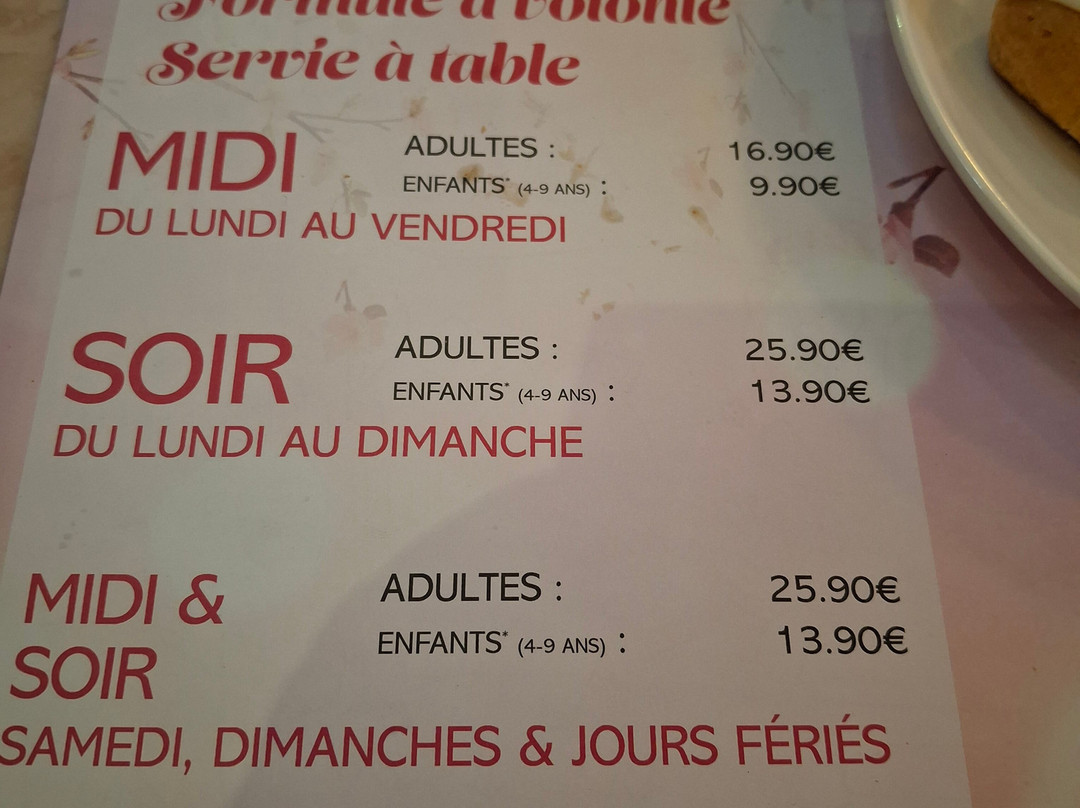 Formule à volonté
Servie à table
MIDI
ADULTES : 16.90€
ENFANTS* (4-9 ANS) : 9.90€
DU LUNDI AU VENDREDI
SOIR
ADULTES : 25.90€
ENFANTS* (4-9 ANS) : 13.90€
DU LUNDI AU DIMANCHE
MIDI &
SOIR
ADULTES : 25.90€
ENFANTS* (4-9 ANS) : 13.90€
SAMEDI, DIMANCHES & JOURS FÉRIÉS